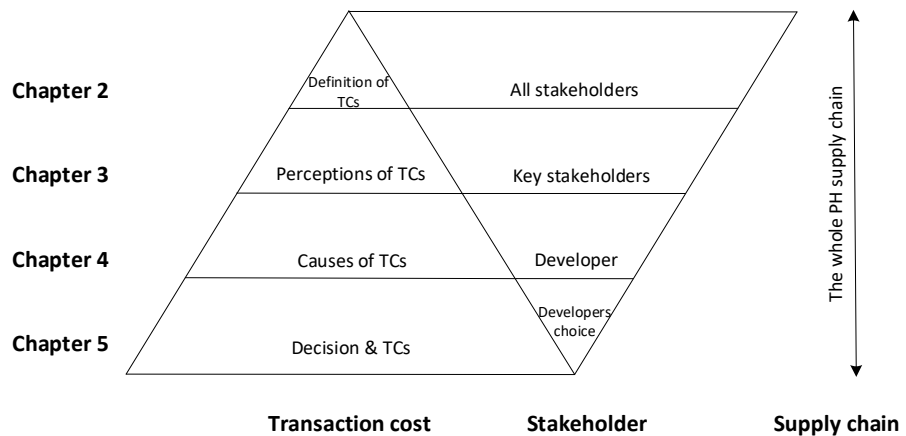 Chapter 2
Definition of
TCs
All stakeholders
Chapter 3
Perceptions of TCs
Key stakeholders
Chapter 4
Causes of TCs
Developer
Chapter 5
Decision & TCs
Developers
choice
The whole PH supply chain
Transaction cost
Stakeholder
Supply chain